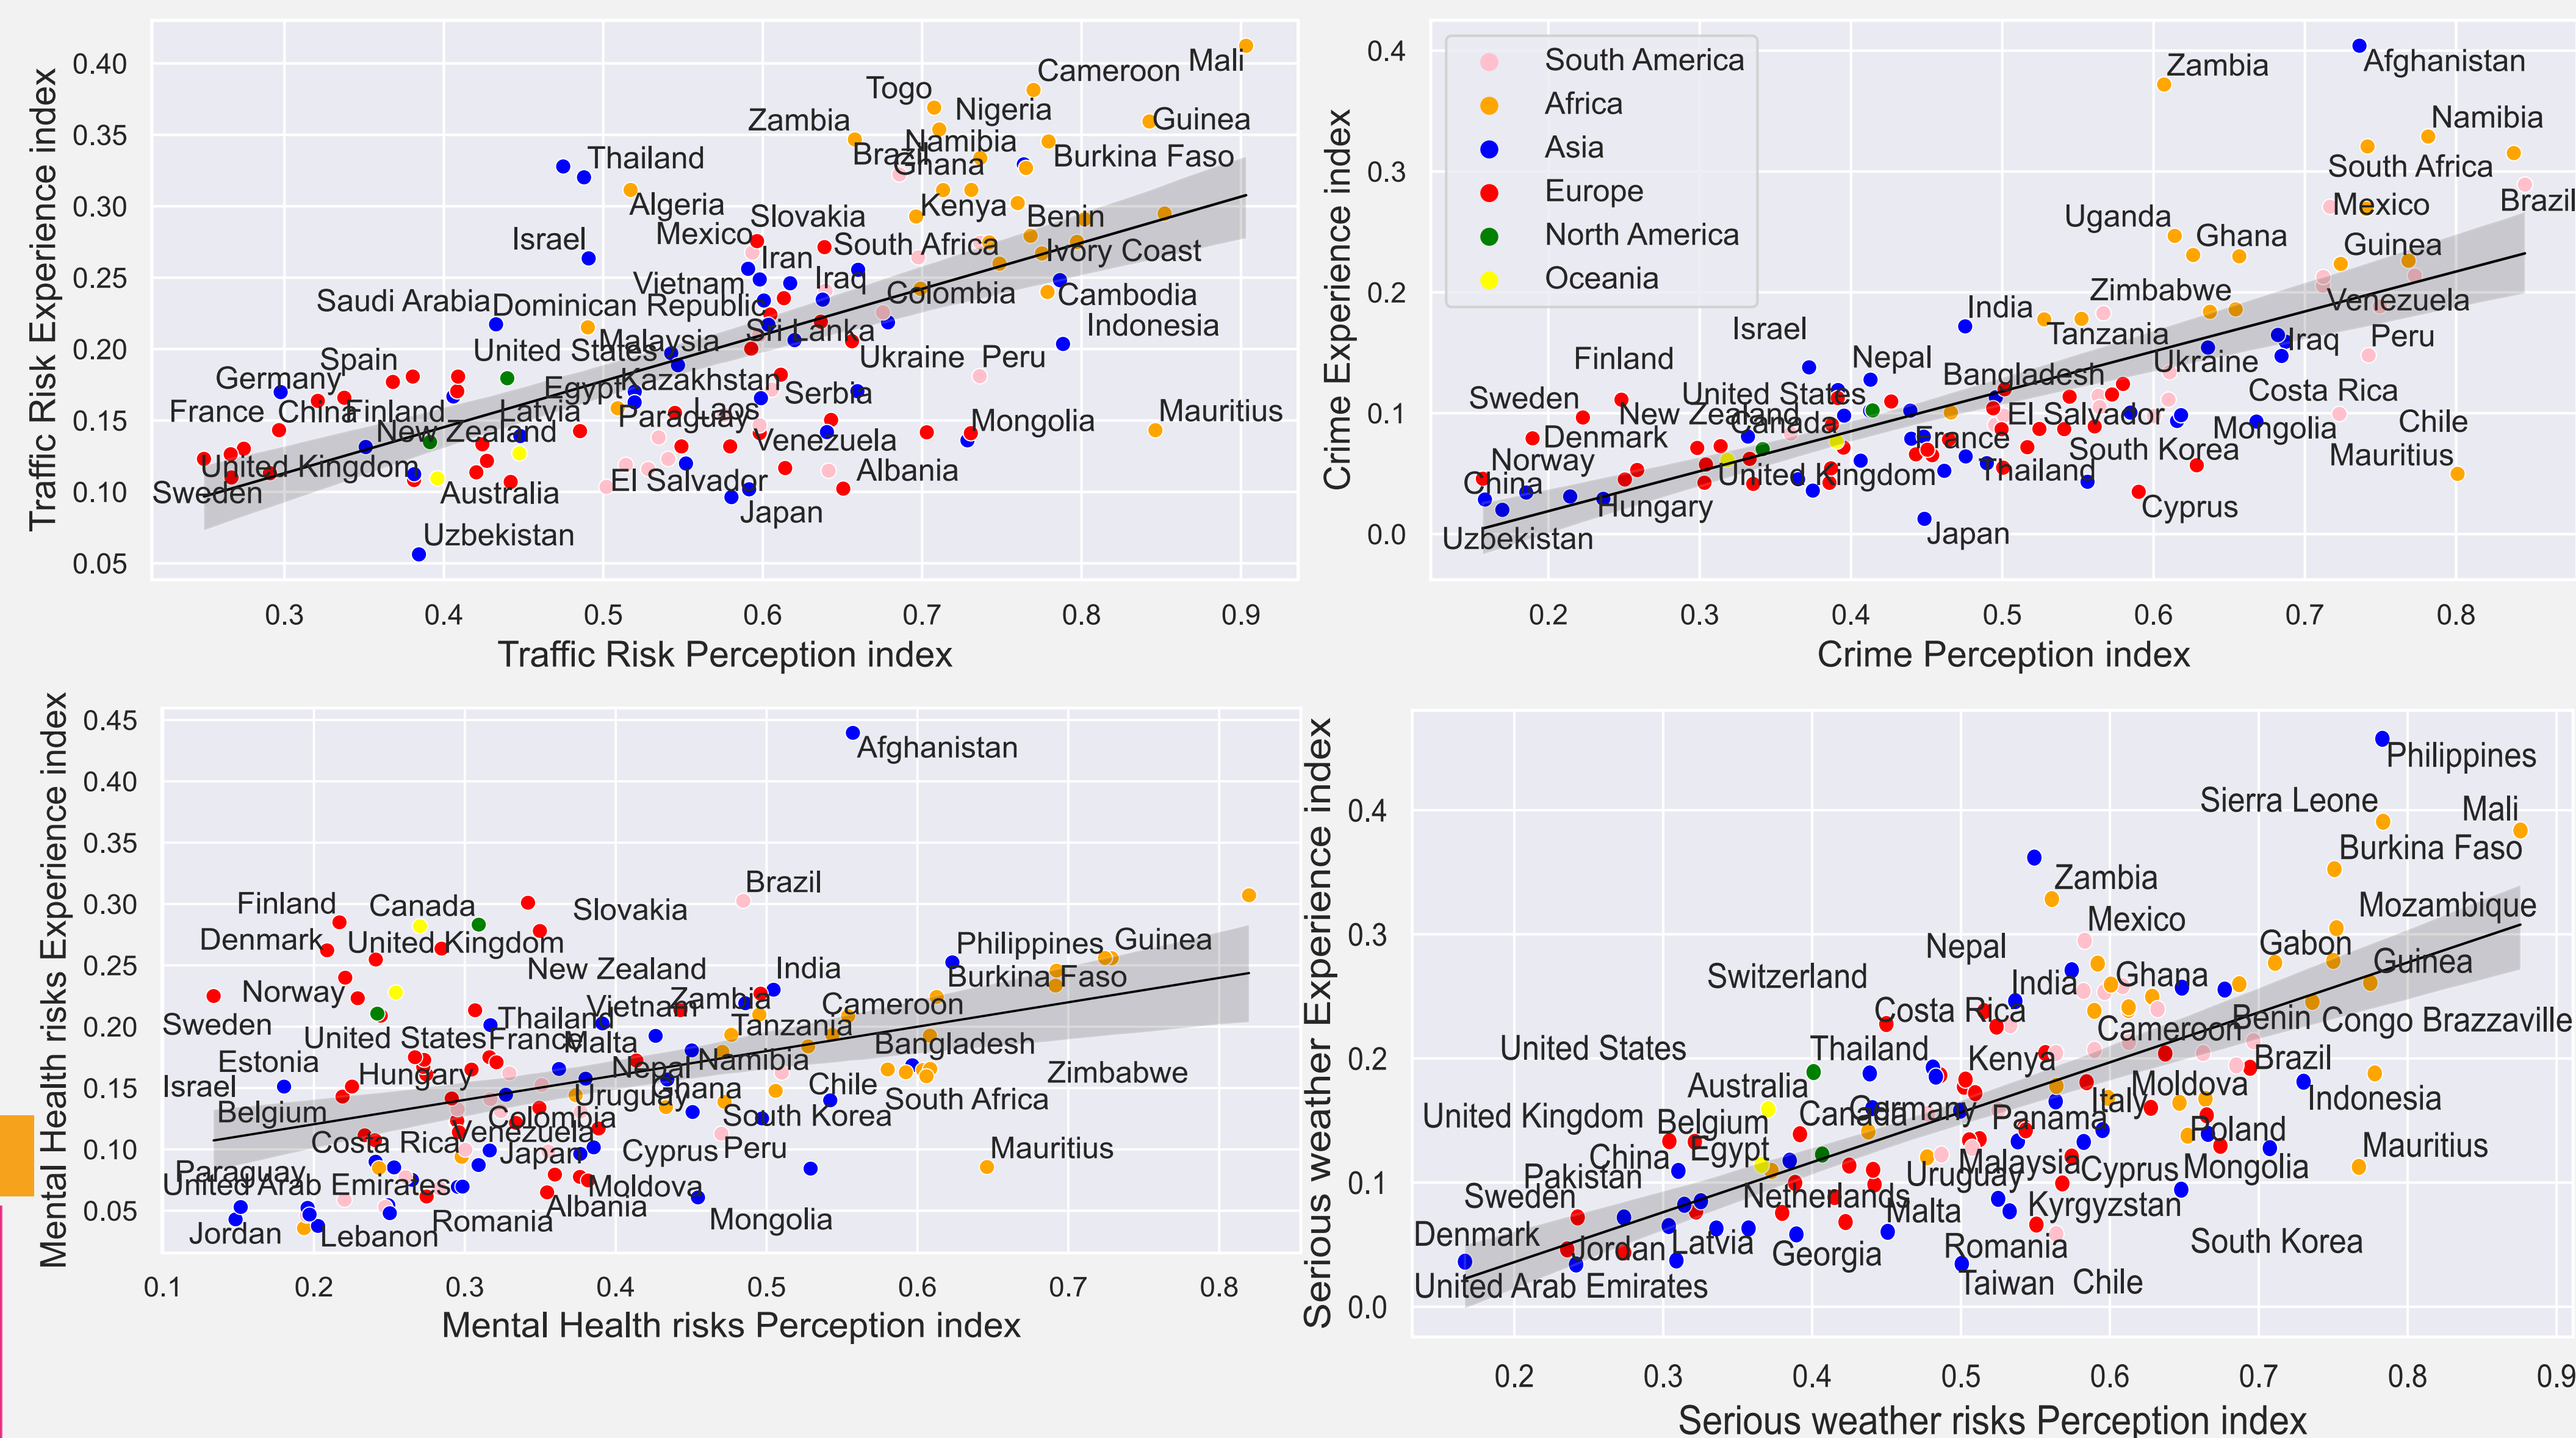 Traffic Risk Experience index
0.40
0.35
0.30
0.25
0.20
0.15
0.10
0.05
Mali
Cameroon
Togo
Nigeria
Zambia
Guinea
Namibia
Brazil
Ghana
Burkina Faso
Thailand
Algeria
Kenya
Benin
Slovakia
Mexico
Israel
South Africa
Ivory Coast
Iran
Iraq
Vietnam
Saudi Arabia
Dominican Republic
Colombia
Cambodia
Indonesia
Sri Lanka
Malaysia
United States
Spain
Ukraine
Peru
Germany
Egypt
Kazakhstan
Serbia
France
China
Finland
Latvia
Paraguay
Laos
Mongolia
Mauritius
New Zealand
Venezuela
United Kingdom
El Salvador
Albania
Sweden
Australia
Japan
Uzbekistan
0.3 0.4 0.5 0.6 0.7 0.8 0.9
Traffic Risk Perception index
Crime Experience index
0.4
0.3
0.2
0.1
0.0
South America
Africa
Asia
Europe
North America
Oceania
Zambia
Afghanistan
Namibia
South Africa
Brazil
Mexico
Uganda
Ghana
Guinea
Zimbabwe
Venezuela
India
Israel
Tanzania
Iraq
Peru
Finland
Nepal
Ukraine
Bangladesh
Costa Rica
Sweden
United States
New Zealand
El Salvador
Chile
Canada
Mongolia
Denmark
France
South Korea
Mauritius
Norway
Thailand
China
United Kingdom
Hungary
Cyprus
Uzbekistan
Japan
0.2 0.3 0.4 0.5 0.6 0.7 0.8
Crime Perception index
Mental Health risks Experience index
0.45
0.40
0.35
0.30
0.25
0.20
0.15
0.10
0.05
Afghanistan
Brazil
Finland
Canada
Slovakia
Denmark
United Kingdom
Philippines
Guinea
New Zealand
India
Burkina Faso
Norway
Vietnam
Zambia
Cameroon
Sweden
Thailand
Tanzania
United States
France
Malta
Bangladesh
Estonia
Hungary
Nepal
Namibia
Zimbabwe
Israel
Ghana
Chile
Uruguay
South Africa
Belgium
Colombia
South Korea
Costa Rica
Venezuela
Japan
Cyprus
Peru
Mauritius
Paraguay
United Arab Emirates
Moldova
Albania
Jordan
Lebanon
Romania
Mongolia
0.1 0.2 0.3 0.4 0.5 0.6 0.7 0.8
Mental Health risks Perception index
Serious weather Experience index
0.4
0.3
0.2
0.1
0.0
Philippines
Sierra Leone
Mali
Burkina Faso
Zambia
Mozambique
Mexico
Nepal
Gabon
Switzerland
India
Ghana
Guinea
Costa Rica
Cameroon
Benin
Congo Brazzaville
United States
Thailand
Kenya
Brazil
Australia
Moldova
Indonesia
United Kingdom
Belgium
Canada
Germany
Panama
Italy
Poland
China
Egypt
Mauritius
Pakistan
Malaysia
Cyprus
Mongolia
Uruguay
Sweden
Netherlands
Malta
Kyrgyzstan
Denmark
Jordan
Latvia
Georgia
Romania
South Korea
United Arab Emirates
Taiwan
Chile
0.2 0.3 0.4 0.5 0.6 0.7 0.8 0.9
Serious weather risks Perception index